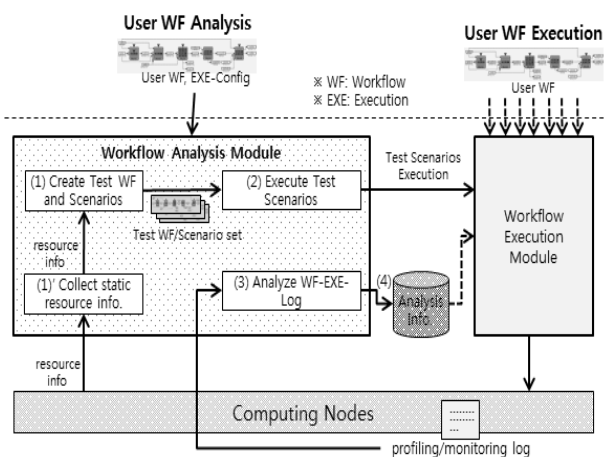 User WF Analysis
User WF, EXE-Config
※ WF: Workflow
※ EXE: Execution
User WF Execution
User WF
Workflow Analysis Module
(1) Create Test WF
and Scenarios
Test WF/Scenario set
(2) Execute Test
Scenarios
Test Scenarios
Execution
resource
info
(1)' Collect static
resource info.
(3) Analyze WF-EXE-
Log
(4)
Analysis
Info.
Workflow
Execution
Module
resource
info
Computing Nodes
profiling/monitoring log